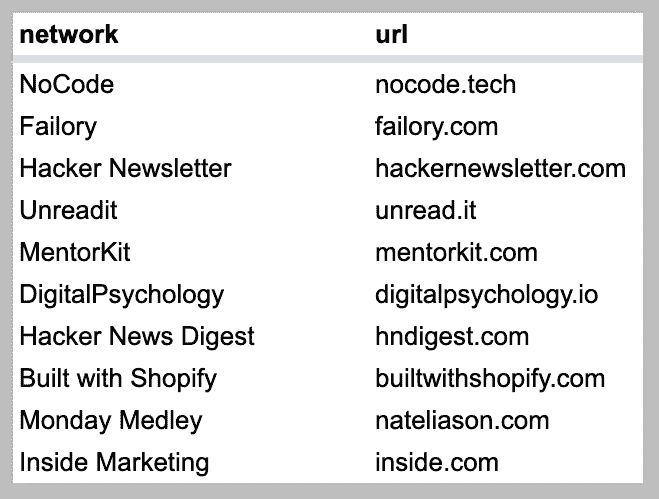 network url
NoCode nocode.tech
Failory failory.com
Hacker Newsletter hackernewsletter.com
Unreadit unread.it
MentorKit mentorkit.com
DigitalPsychology digitalpsychology.io
Hacker News Digest hndigest.com
Built with Shopify builtwithshopify.com
Monday Medley nateliason.com
Inside Marketing inside.com